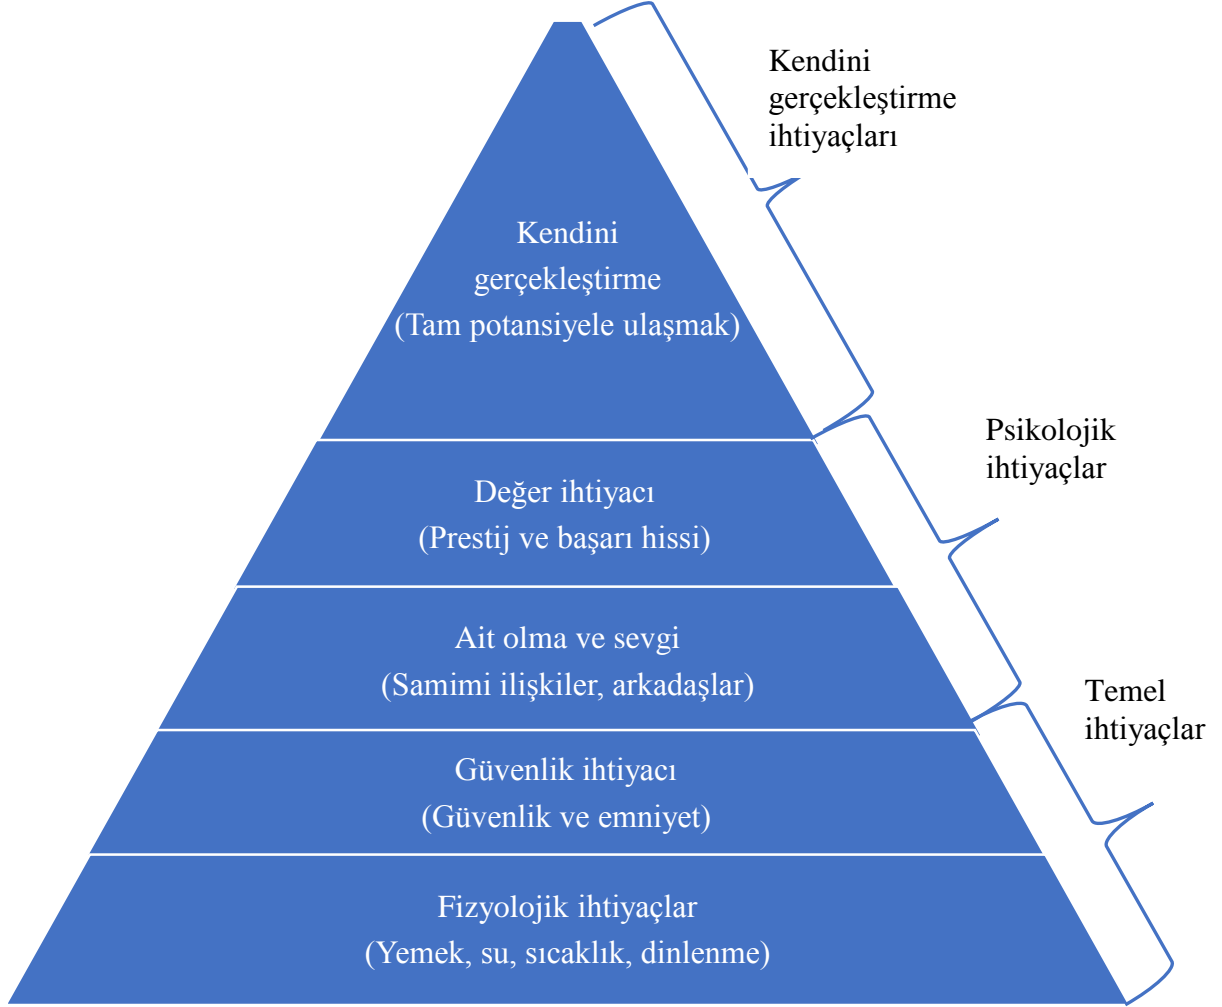 Kendini
gerçekleştirme
ihtiyaçları
Kendini
gerçekleştirme
(Tam potansiyele ulaşmak)
Psikolojik
ihtiyaçlar
Değer ihtiyacı
(Prestij ve başarı hissi)
Ait olma ve sevgi
(Samimi ilişkiler, arkadaşlar)
Temel
ihtiyaçlar
Güvenlik ihtiyacı
(Güvenlik ve emniyet)
Fizyolojik ihtiyaçlar
(Yemek, su, sıcaklık, dinlenme)